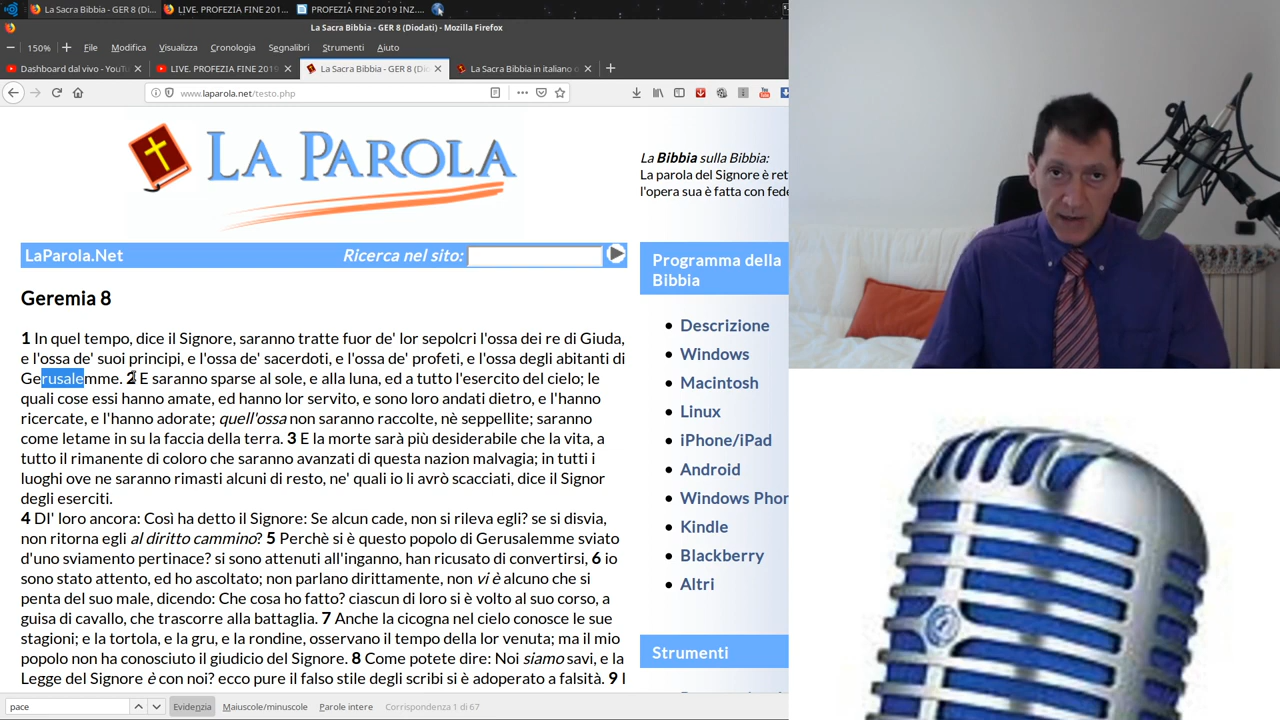 La Sacra Bibbia - GER 8 (Di...
LIVE. PROFEZIA FINE 201...
PROFEZIA FINE 2019 INZ...
La Sacra Bibbia - GER 8 (Diodati) - Mozilla Firefox
150%
File Modifica Visualizza Cronologia Segnalibri Strumenti Aiuto
Dashboard dal vivo - YouTu
LIVE. PROFEZIA FINE 2019
La Sacra Bibbia - GER 8 (Dio
La Sacra Bibbia in italiano o
www.laparola.net/testo.php
LA PAROLA
La Bibbia sulla Bibbia:
La parola del Signore è ret
l'opera sua è fatta con fede
LaParola.Net
Ricerca nel sito:
Geremia 8
1 In quel tempo, dice il Signore, saranno tratte fuor de' lor sepolcri l'ossa dei re di Giuda,
e l'ossa de' suoi principi, e l'ossa de' sacerdoti, e l'ossa de' profeti, e l'ossa degli abitanti di
Gerusalemme. 2 E saranno sparse al sole, e alla luna, ed a tutto l'esercito del cielo; le
quali cose essi hanno amate, ed hanno lor servito, e sono loro andati dietro, e l'hanno
ricercate, e l'hanno adorate; quell'ossa non saranno raccolte, nè seppellite; saranno
come letame in su la faccia della terra. 3 E la morte sarà più desiderabile che la vita, a
tutto il rimanente di coloro che saranno avanzati di questa nazion malvagia; in tutti i
luoghi ove ne saranno rimasti alcuni di resto, ne' quali io li avrò scacciati, dice il Signor
degli eserciti.
4 DI' loro ancora: Così ha detto il Signore: Se alcun cade, non si rileva egli? se si disvia,
non ritorna egli al diritto cammino? 5 Perchè si è questo popolo di Gerusalemme sviato
d'uno sviamento pertinace? si sono attenuti all'inganno, han ricusato di convertirsi, 6 io
sono stato attento, ed ho ascoltato; non parlano dirittamente, non vi è alcuno che si
penta del suo male, dicendo: Che cosa ho fatto? ciascun di loro si è volto al suo corso, a
guisa di cavallo, che trascorre alla battaglia. 7 Anche la cicogna nel cielo conosce le sue
stagioni; e la tortola, e la gru, e la rondine, osservano il tempo della lor venuta; ma il mio
popolo non ha conosciuto il giudicio del Signore. 8 Come potete dire: Noi siamo savi, e la
Legge del Signore è con noi? ecco pure il falso stile degli scribi si è adoperato a falsità. 9 I
Programma della
Bibbia
Descrizione
Windows
Macintosh
Linux
iPhone/iPad
Android
Windows Phon
Kindle
Blackberry
Altri
Strumenti
pace
Evidenzia
Maiuscole/minuscole
Parole intere
Corrispondenza 1 di 67